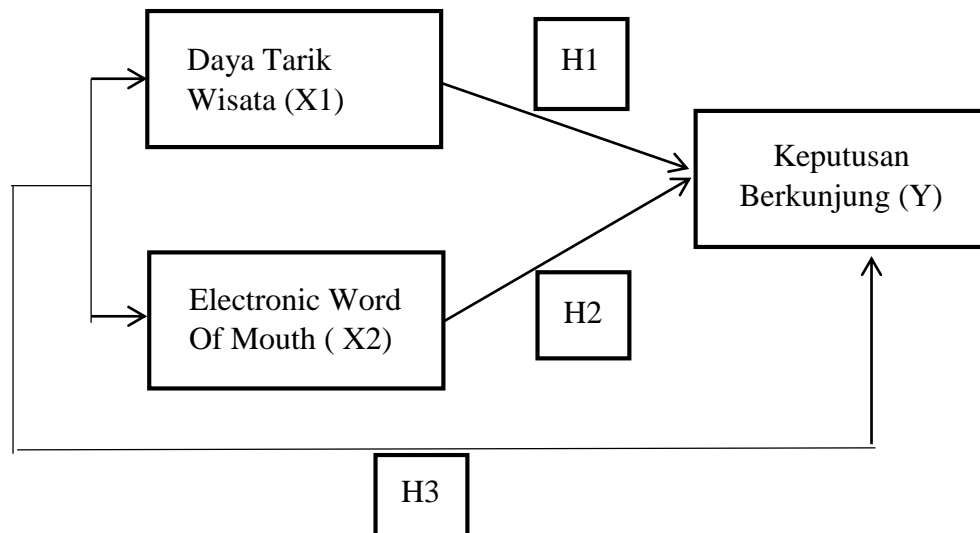 Daya Tarik
Wisata (X1)
H1
Keputusan
Berkunjung (Y)
Electronic Word
Of Mouth ( X2)
H2
H3